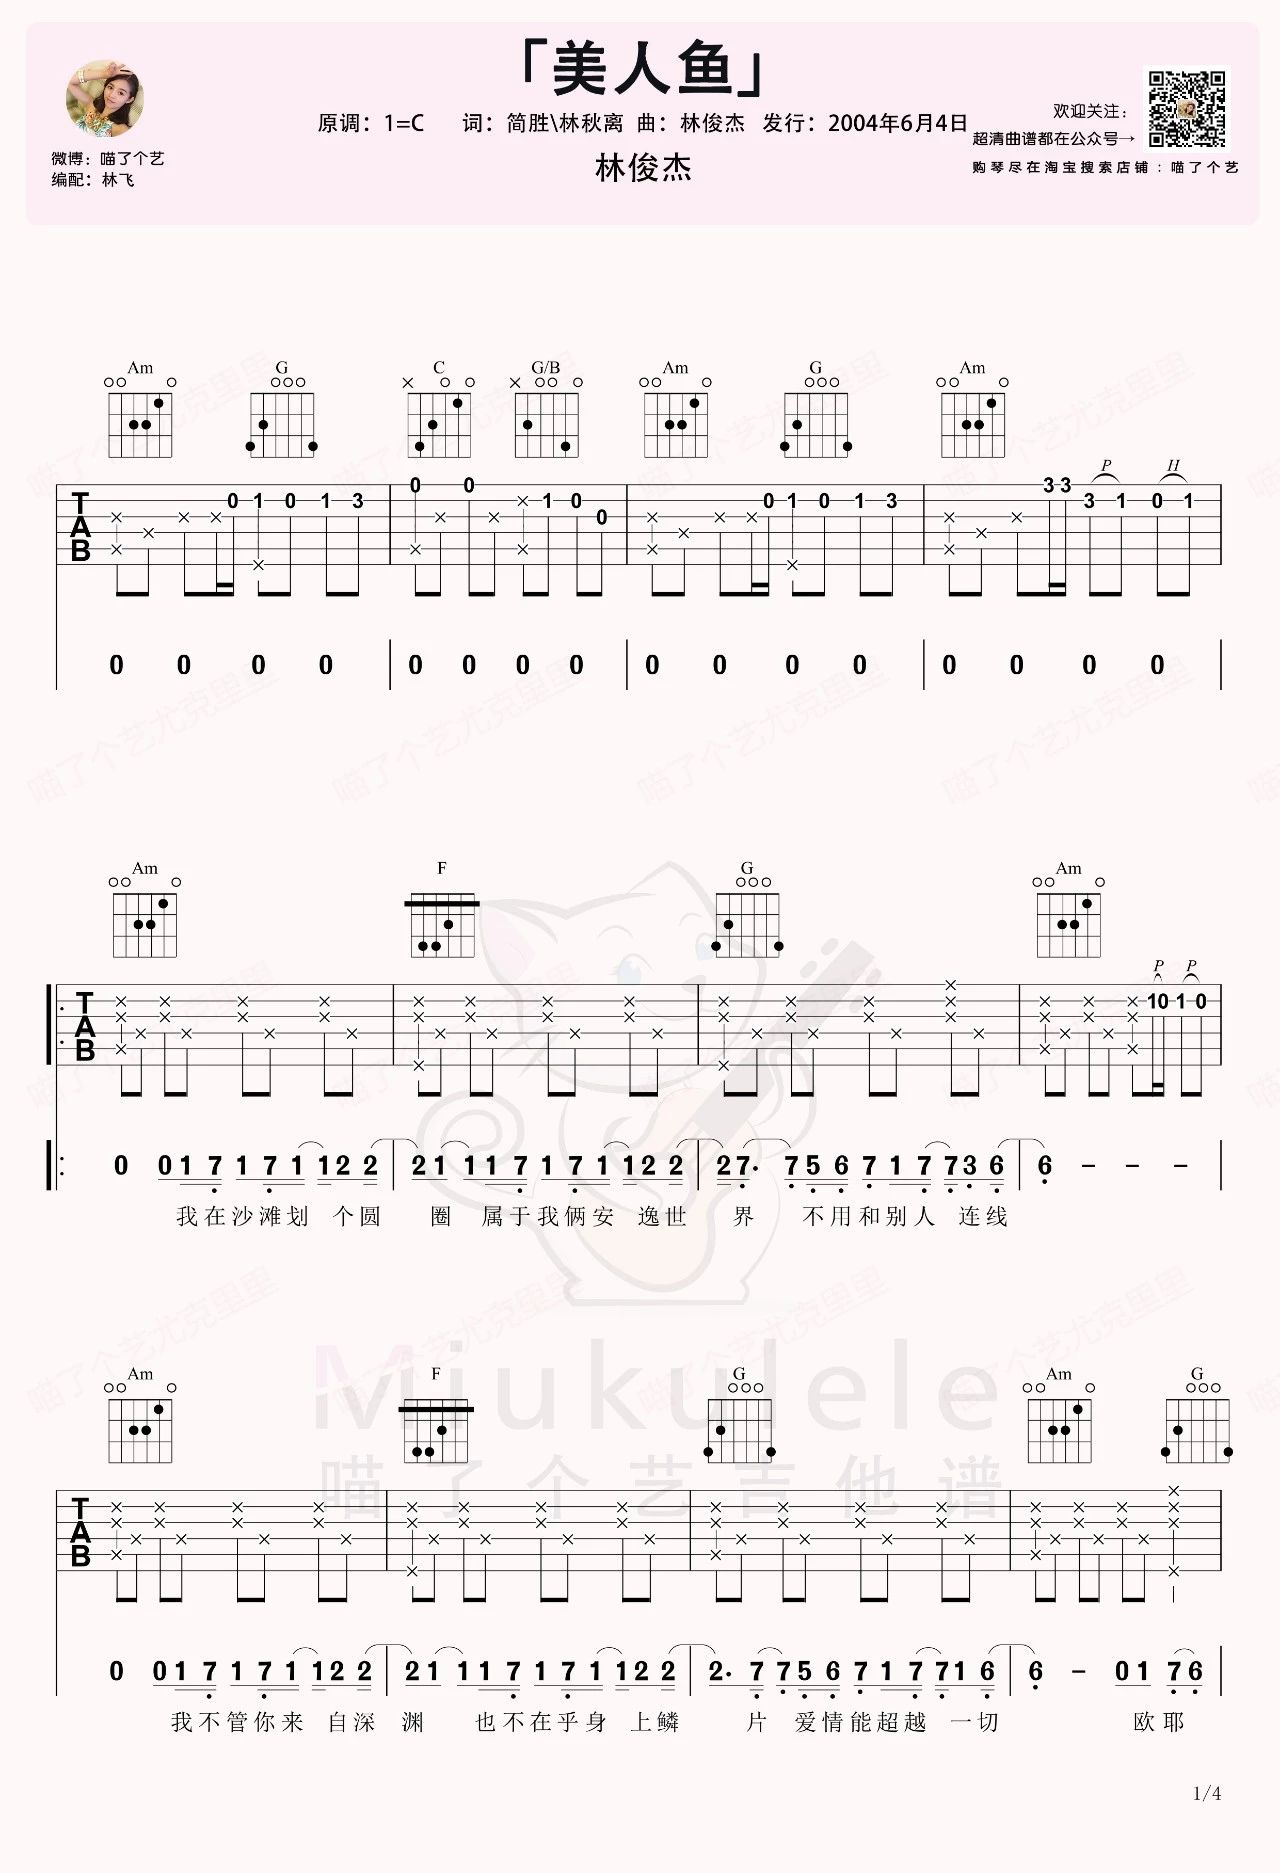 「美人鱼」
原调：1=C 词：简胜\林秋离 曲：林俊杰 发行：2004年6月4日
林俊杰
微博：喵了个艺
编配：林飞
欢迎关注：
超清曲谱都在公众号→
购琴尽在淘宝搜索店铺：喵了个艺
Am G C G/B Am G Am
P H
T A B
0 1 0 1 3 0 0 1 0 0 0 1 0 1 3 3 3 3 1 0 1
0 0 0 0 0 0 0 0 0 0 0 0 0 0 0 0
Am F G Am
P P
T A B
1 0 1 0
0 0 1 7 1 7 1 1 2 2 2 1 1 1 7 1 7 1 1 2 2 2 7. 7 5 6 7 1 7 7 3 6 6 – – –
我在沙滩划 个圆 圈 属于我俩安 逸世 界 不用和别人 连线
Miukulele
喵了个艺吉他谱
Am F G Am G
T A B
0 0 1 7 1 7 1 1 2 2 2 1 1 1 7 1 7 1 1 2 2 2. 7 7 5 6 7 1 7 7 1 6 6 – 0 1 7 6
我不管你来 自深 渊 也不在乎身 上鳞 片 爱情能超越 一切 欧耶
1/4
喵了个艺尤克里里